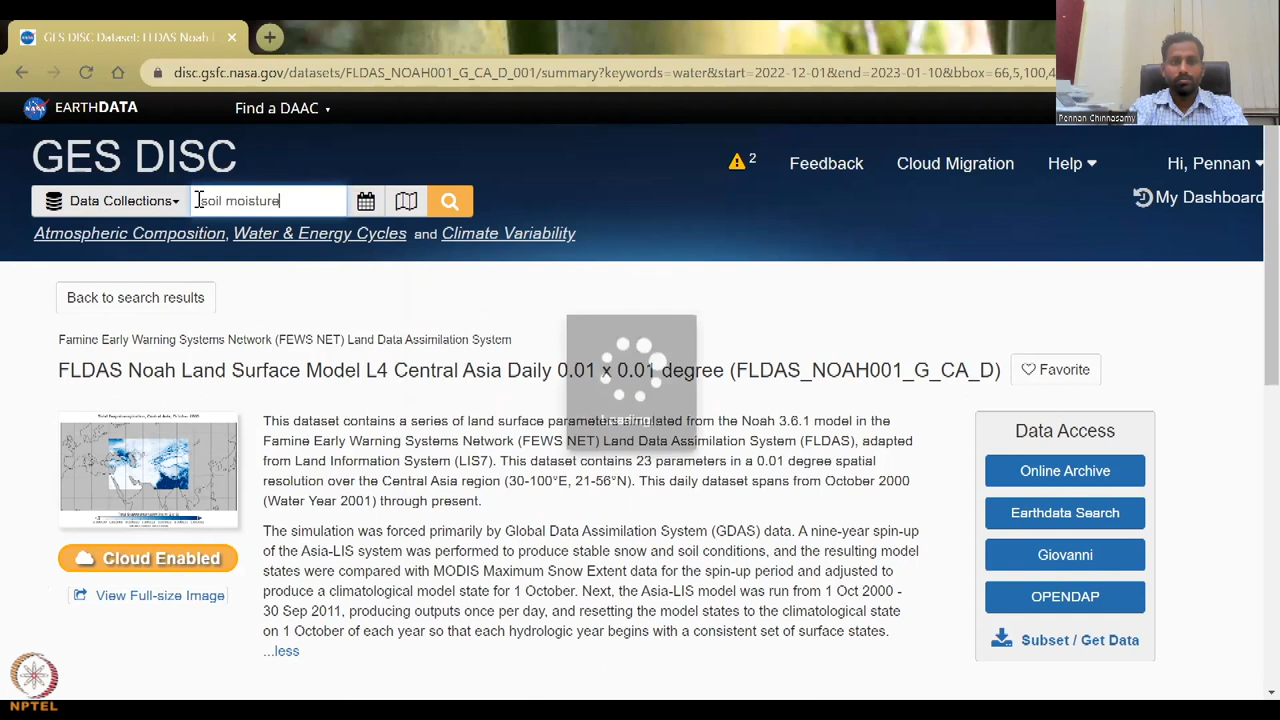 GES DISC Dataset: FLDAS Noah L
disc.gsfc.nasa.gov/datasets/FLDAS_NOAH001_G_CA_D_001/summary?keywords=water&start=2022-12-01&end=2023-01-10&bbox=66,5,100,4
Pennan Chinnasamy
EARTHDATA
Find a DAAC
GES DISC
2
Feedback
Cloud Migration
Help
Hi, Pennan
Data Collections
soil moisture
My Dashboard
Atmospheric Composition, Water & Energy Cycles and Climate Variability
Back to search results
Famine Early Warning Systems Network (FEWS NET) Land Data Assimilation System
FLDAS Noah Land Surface Model L4 Central Asia Daily 0.01 x 0.01 degree (FLDAS_NOAH001_G_CA_D)
Favorite
Loading
This dataset contains a series of land surface parameters simulated from the Noah 3.6.1 model in the
Famine Early Warning Systems Network (FEWS NET) Land Data Assimilation System (FLDAS), adapted
from Land Information System (LIS7). This dataset contains 23 parameters in a 0.01 degree spatial
resolution over the Central Asia region (30-100°E, 21-56°N). This daily dataset spans from October 2000
(Water Year 2001) through present.
The simulation was forced primarily by Global Data Assimilation System (GDAS) data. A nine-year spin-up
of the Asia-LIS system was performed to produce stable snow and soil conditions, and the resulting model
states were compared with MODIS Maximum Snow Extent data for the spin-up period and adjusted to
produce a climatological model state for 1 October. Next, the Asia-LIS model was run from 1 Oct 2000 -
30 Sep 2011, producing outputs once per day, and resetting the model states to the climatological state
on 1 October of each year so that each hydrologic year begins with a consistent set of surface states.
...less
Cloud Enabled
View Full-size Image
Data Access
Online Archive
Earthdata Search
Giovanni
OPENDAP
Subset / Get Data
NPTEL